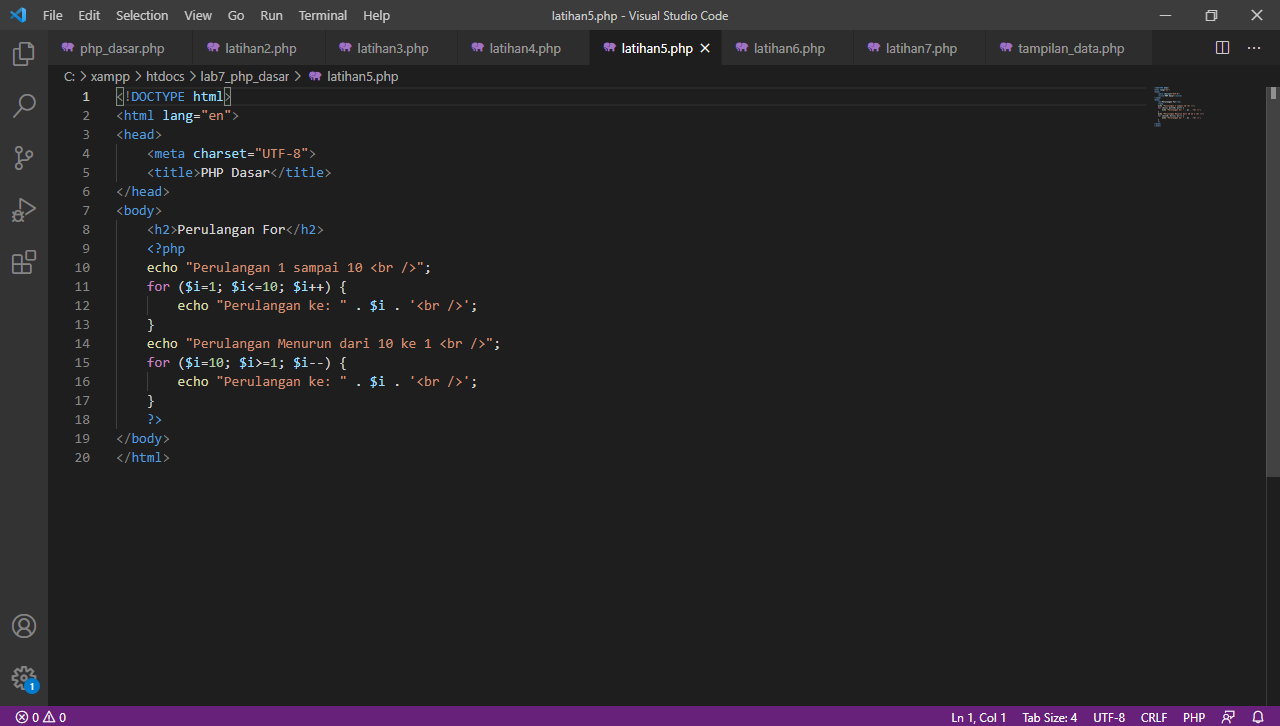 File Edit Selection View Go Run Terminal Help latihan5.php - Visual Studio Code
php_dasar.php latihan2.php latihan3.php latihan4.php latihan5.php latihan6.php latihan7.php tampilan_data.php
C: > xampp > htdocs > lab7_php_dasar > latihan5.php
1 <!DOCTYPE html>
2 <html lang="en">
3 <head>
4     <meta charset="UTF-8">
5     <title>PHP Dasar</title>
6 </head>
7 <body>
8     <h2>Perulangan For</h2>
9     <?php
10     echo "Perulangan 1 sampai 10 <br />";
11     for ($i=1; $i<=10; $i++) {
12         echo "Perulangan ke: " . $i . '<br />';
13     }
14     echo "Perulangan Menurun dari 10 ke 1 <br />";
15     for ($i=10; $i>=1; $i--) {
16         echo "Perulangan ke: " . $i . '<br />';
17     }
18     ?>
19 </body>
20 </html>
1
0 0 Ln 1, Col 1 Tab Size: 4 UTF-8 CRLF PHP